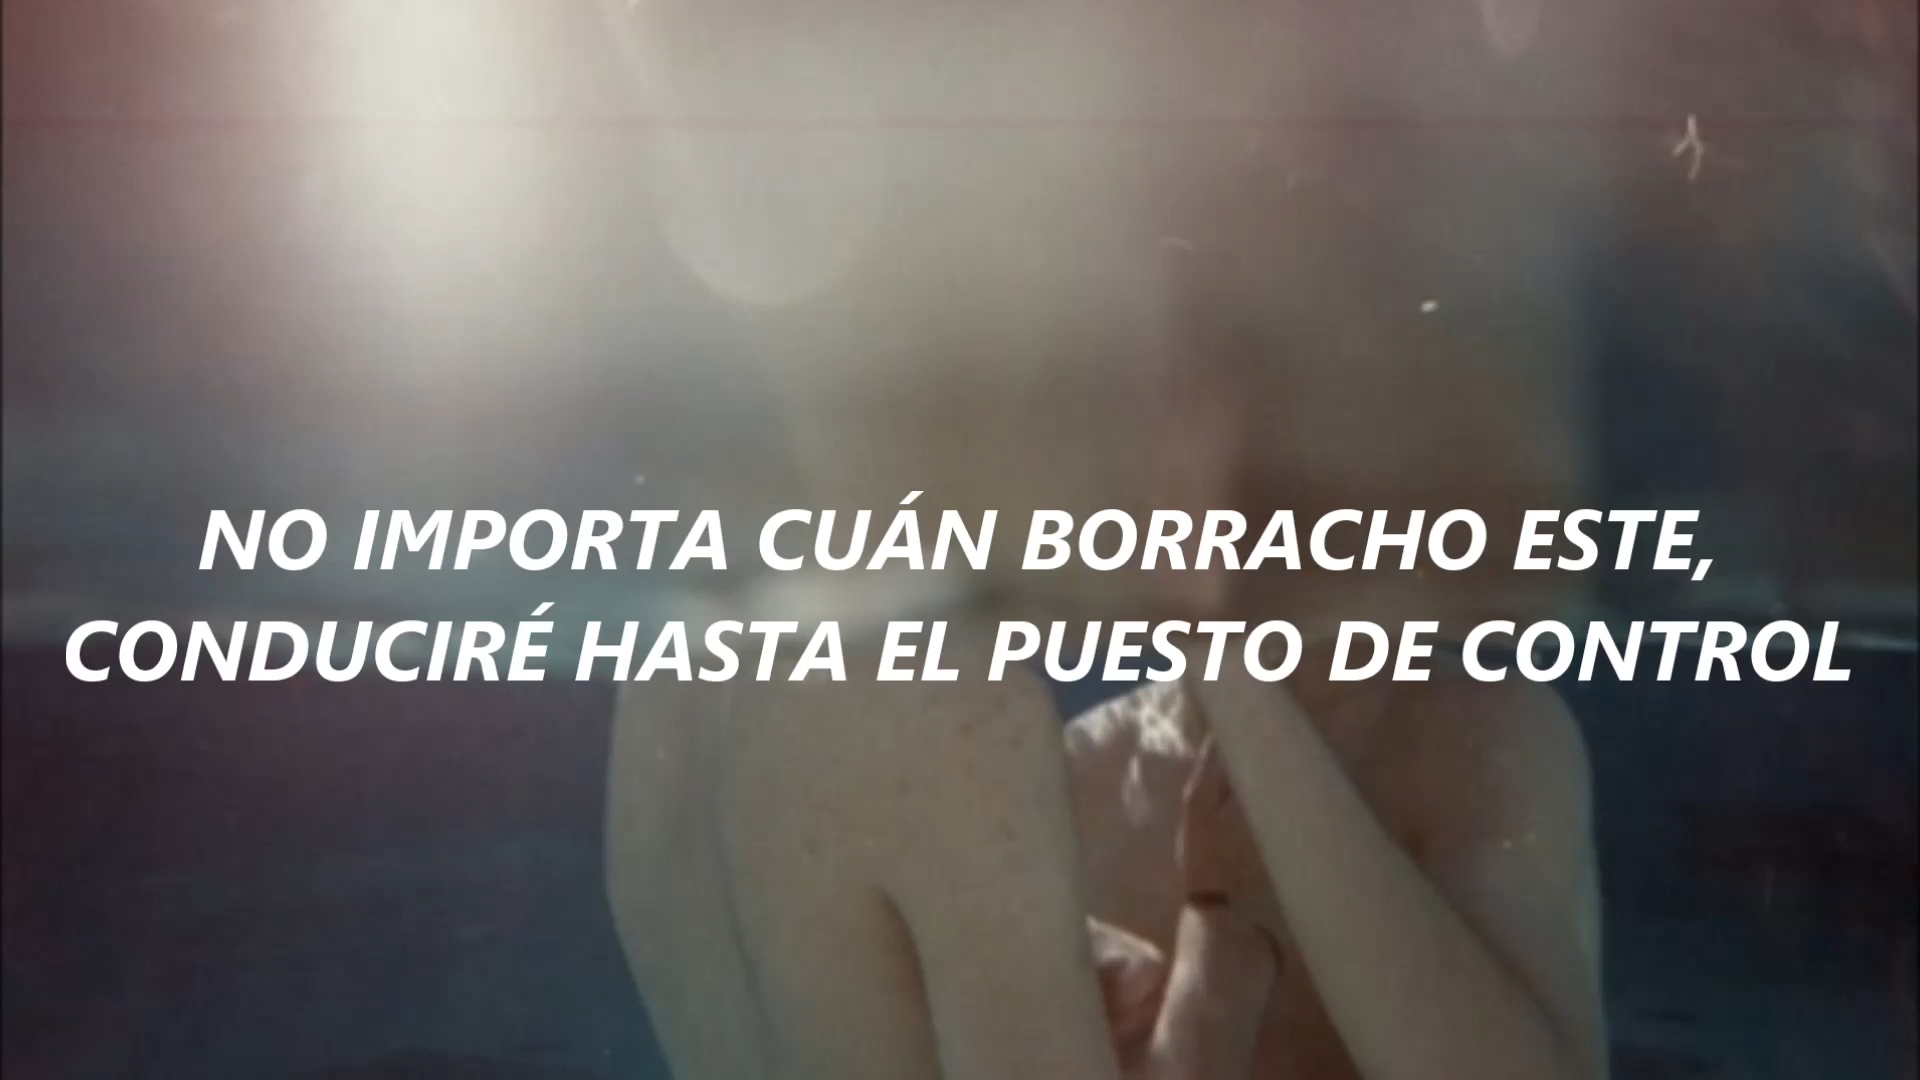 NO IMPORTA CUÁN BORRACHO ESTE,
CONDUCIRÉ HASTA EL PUESTO DE CONTROL